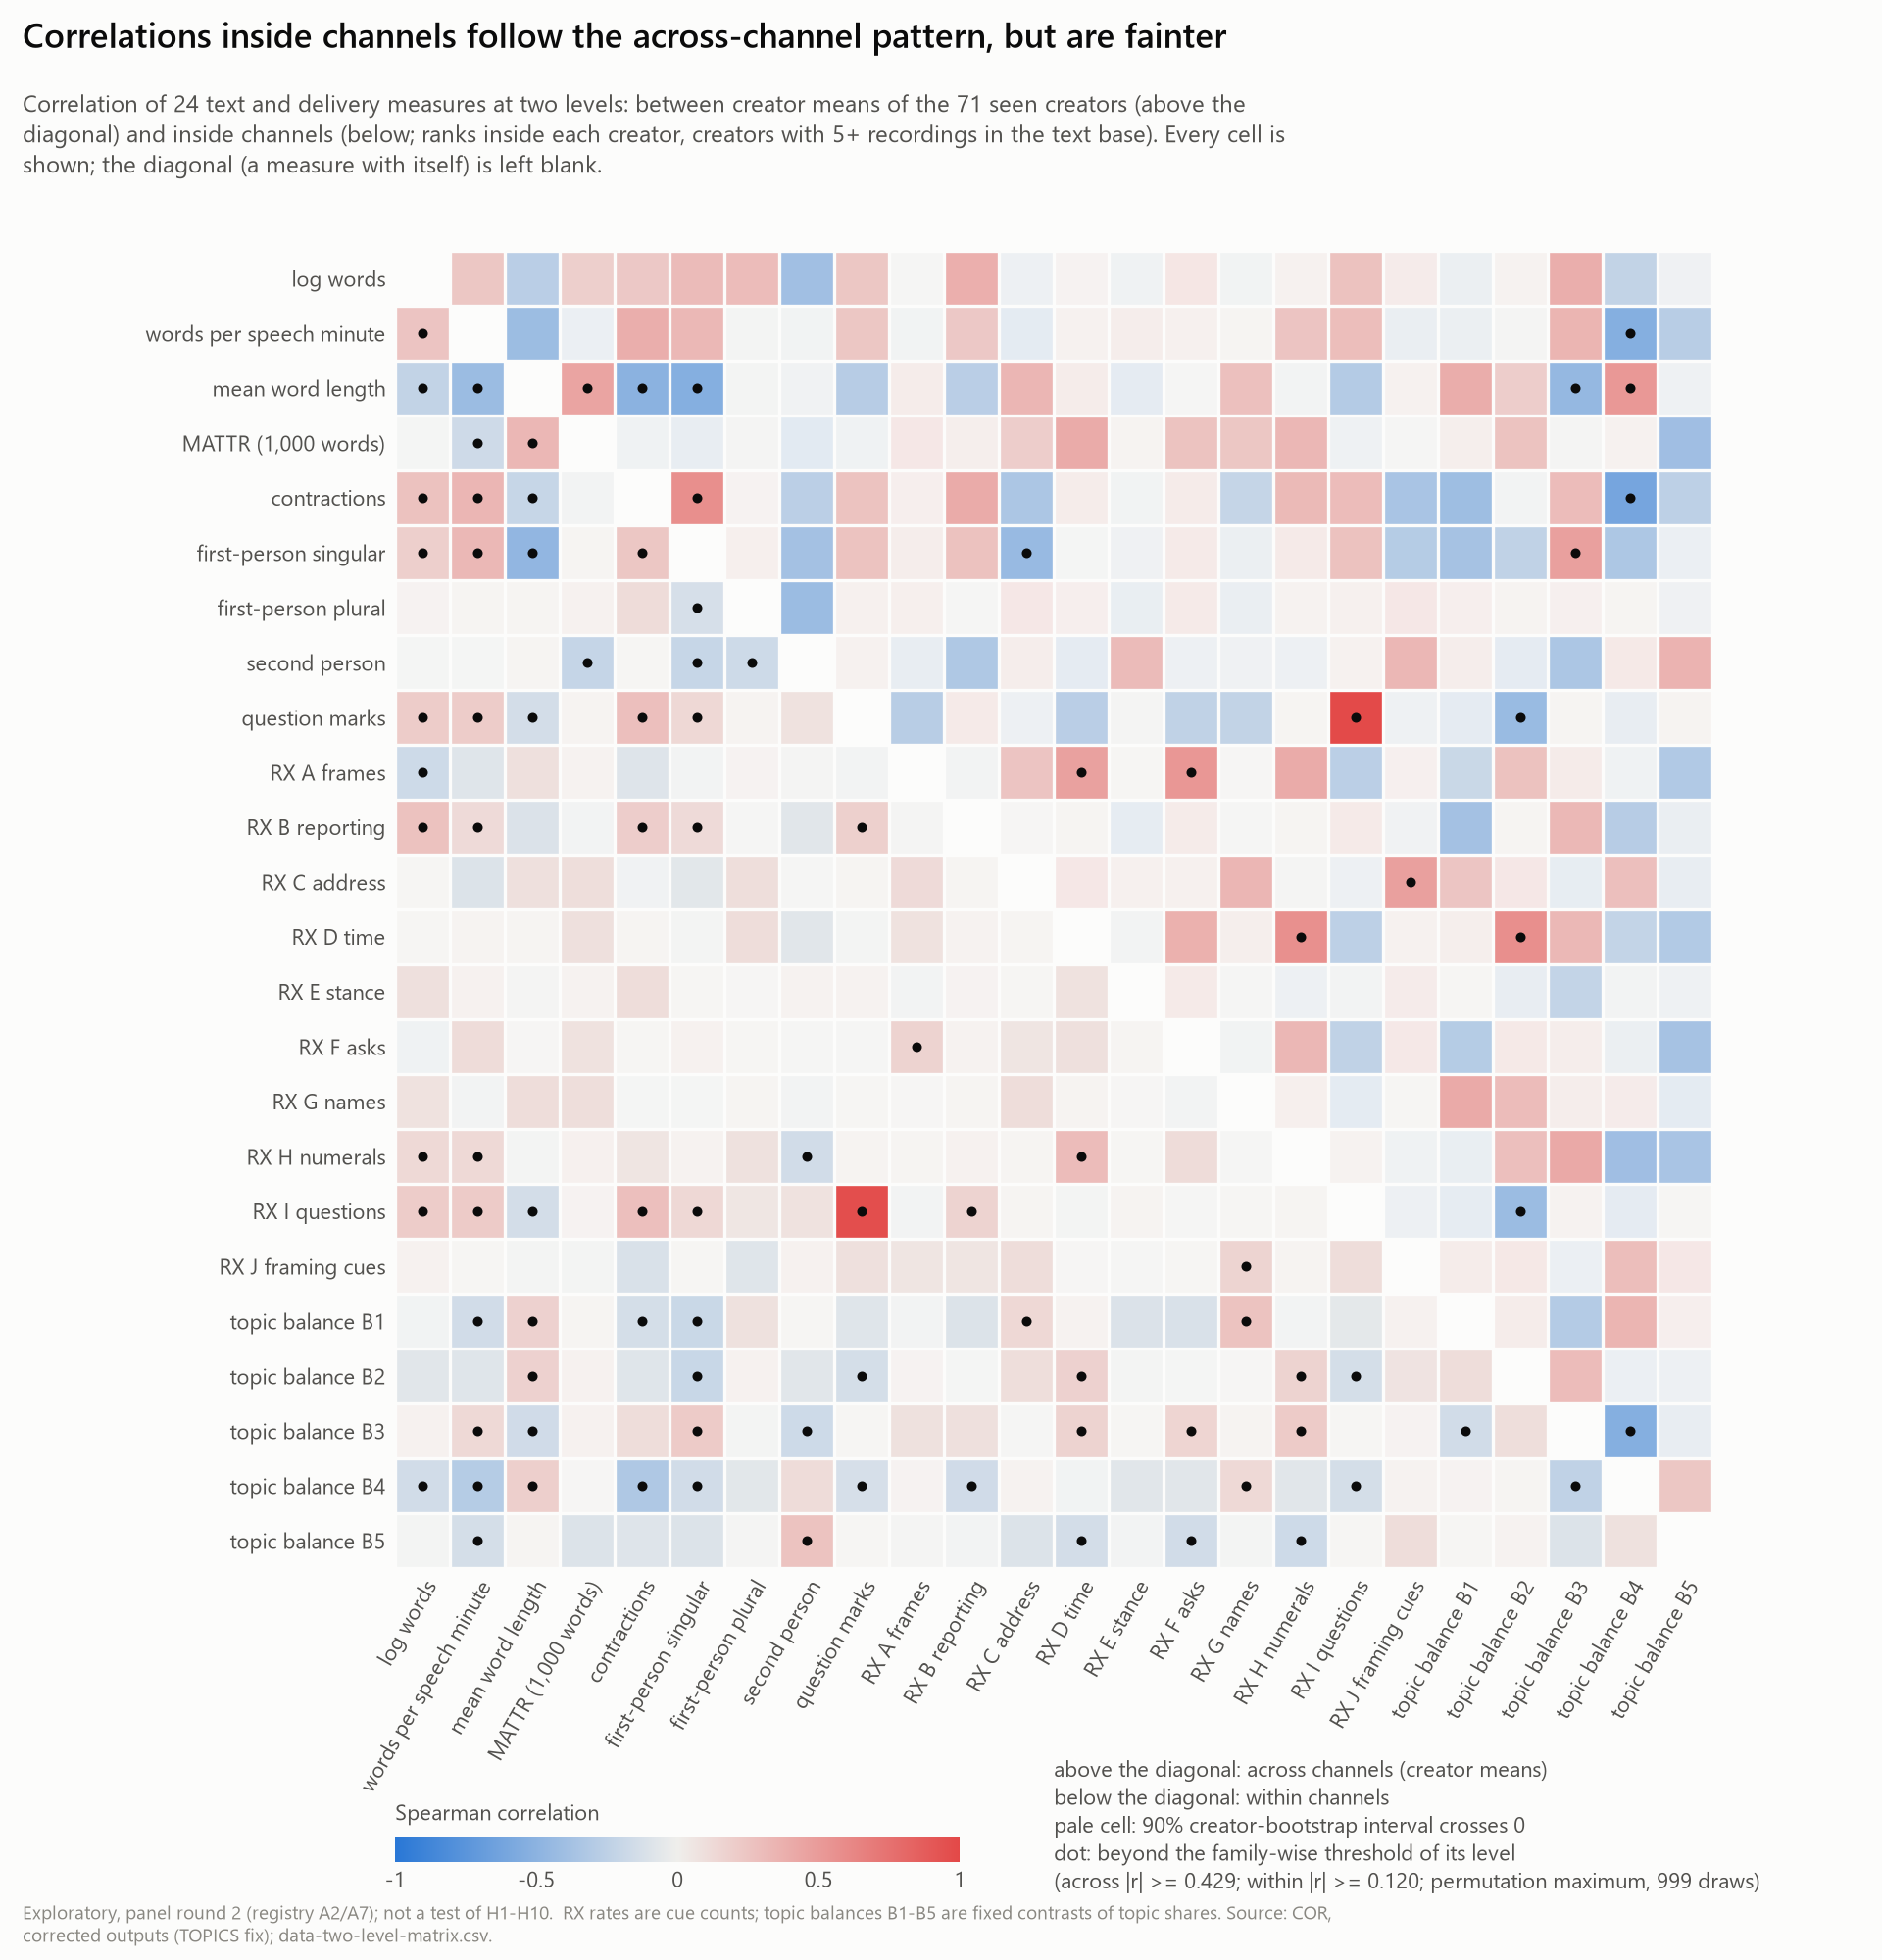 Correlations inside channels follow the across-channel pattern, but are fainter
Correlation of 24 text and delivery measures at two levels: between creator means of the 71 seen creators (above the
diagonal) and inside channels (below; ranks inside each creator, creators with 5+ recordings in the text base). Every cell is
shown; the diagonal (a measure with itself) is left blank.
log words
words per speech minute
mean word length
MATTR (1,000 words)
contractions
first-person singular
first-person plural
second person
question marks
RX A frames
RX B reporting
RX C address
RX D time
RX E stance
RX F asks
RX G names
RX H numerals
RX I questions
RX J framing cues
topic balance B1
topic balance B2
topic balance B3
topic balance B4
topic balance B5
log words
words per speech minute
mean word length
MATTR (1,000 words)
contractions
first-person singular
first-person plural
second person
question marks
RX A frames
RX B reporting
RX C address
RX D time
RX E stance
RX F asks
RX G names
RX H numerals
RX I questions
RX J framing cues
topic balance B1
topic balance B2
topic balance B3
topic balance B4
topic balance B5
Spearman correlation
-1 -0.5 0 0.5 1
above the diagonal: across channels (creator means)
below the diagonal: within channels
pale cell: 90% creator-bootstrap interval crosses 0
dot: beyond the family-wise threshold of its level
(across |r| >= 0.429; within |r| >= 0.120; permutation maximum, 999 draws)
Exploratory, panel round 2 (registry A2/A7); not a test of H1-H10. RX rates are cue counts; topic balances B1-B5 are fixed contrasts of topic shares. Source: COR,
corrected outputs (TOPICS fix); data-two-level-matrix.csv.